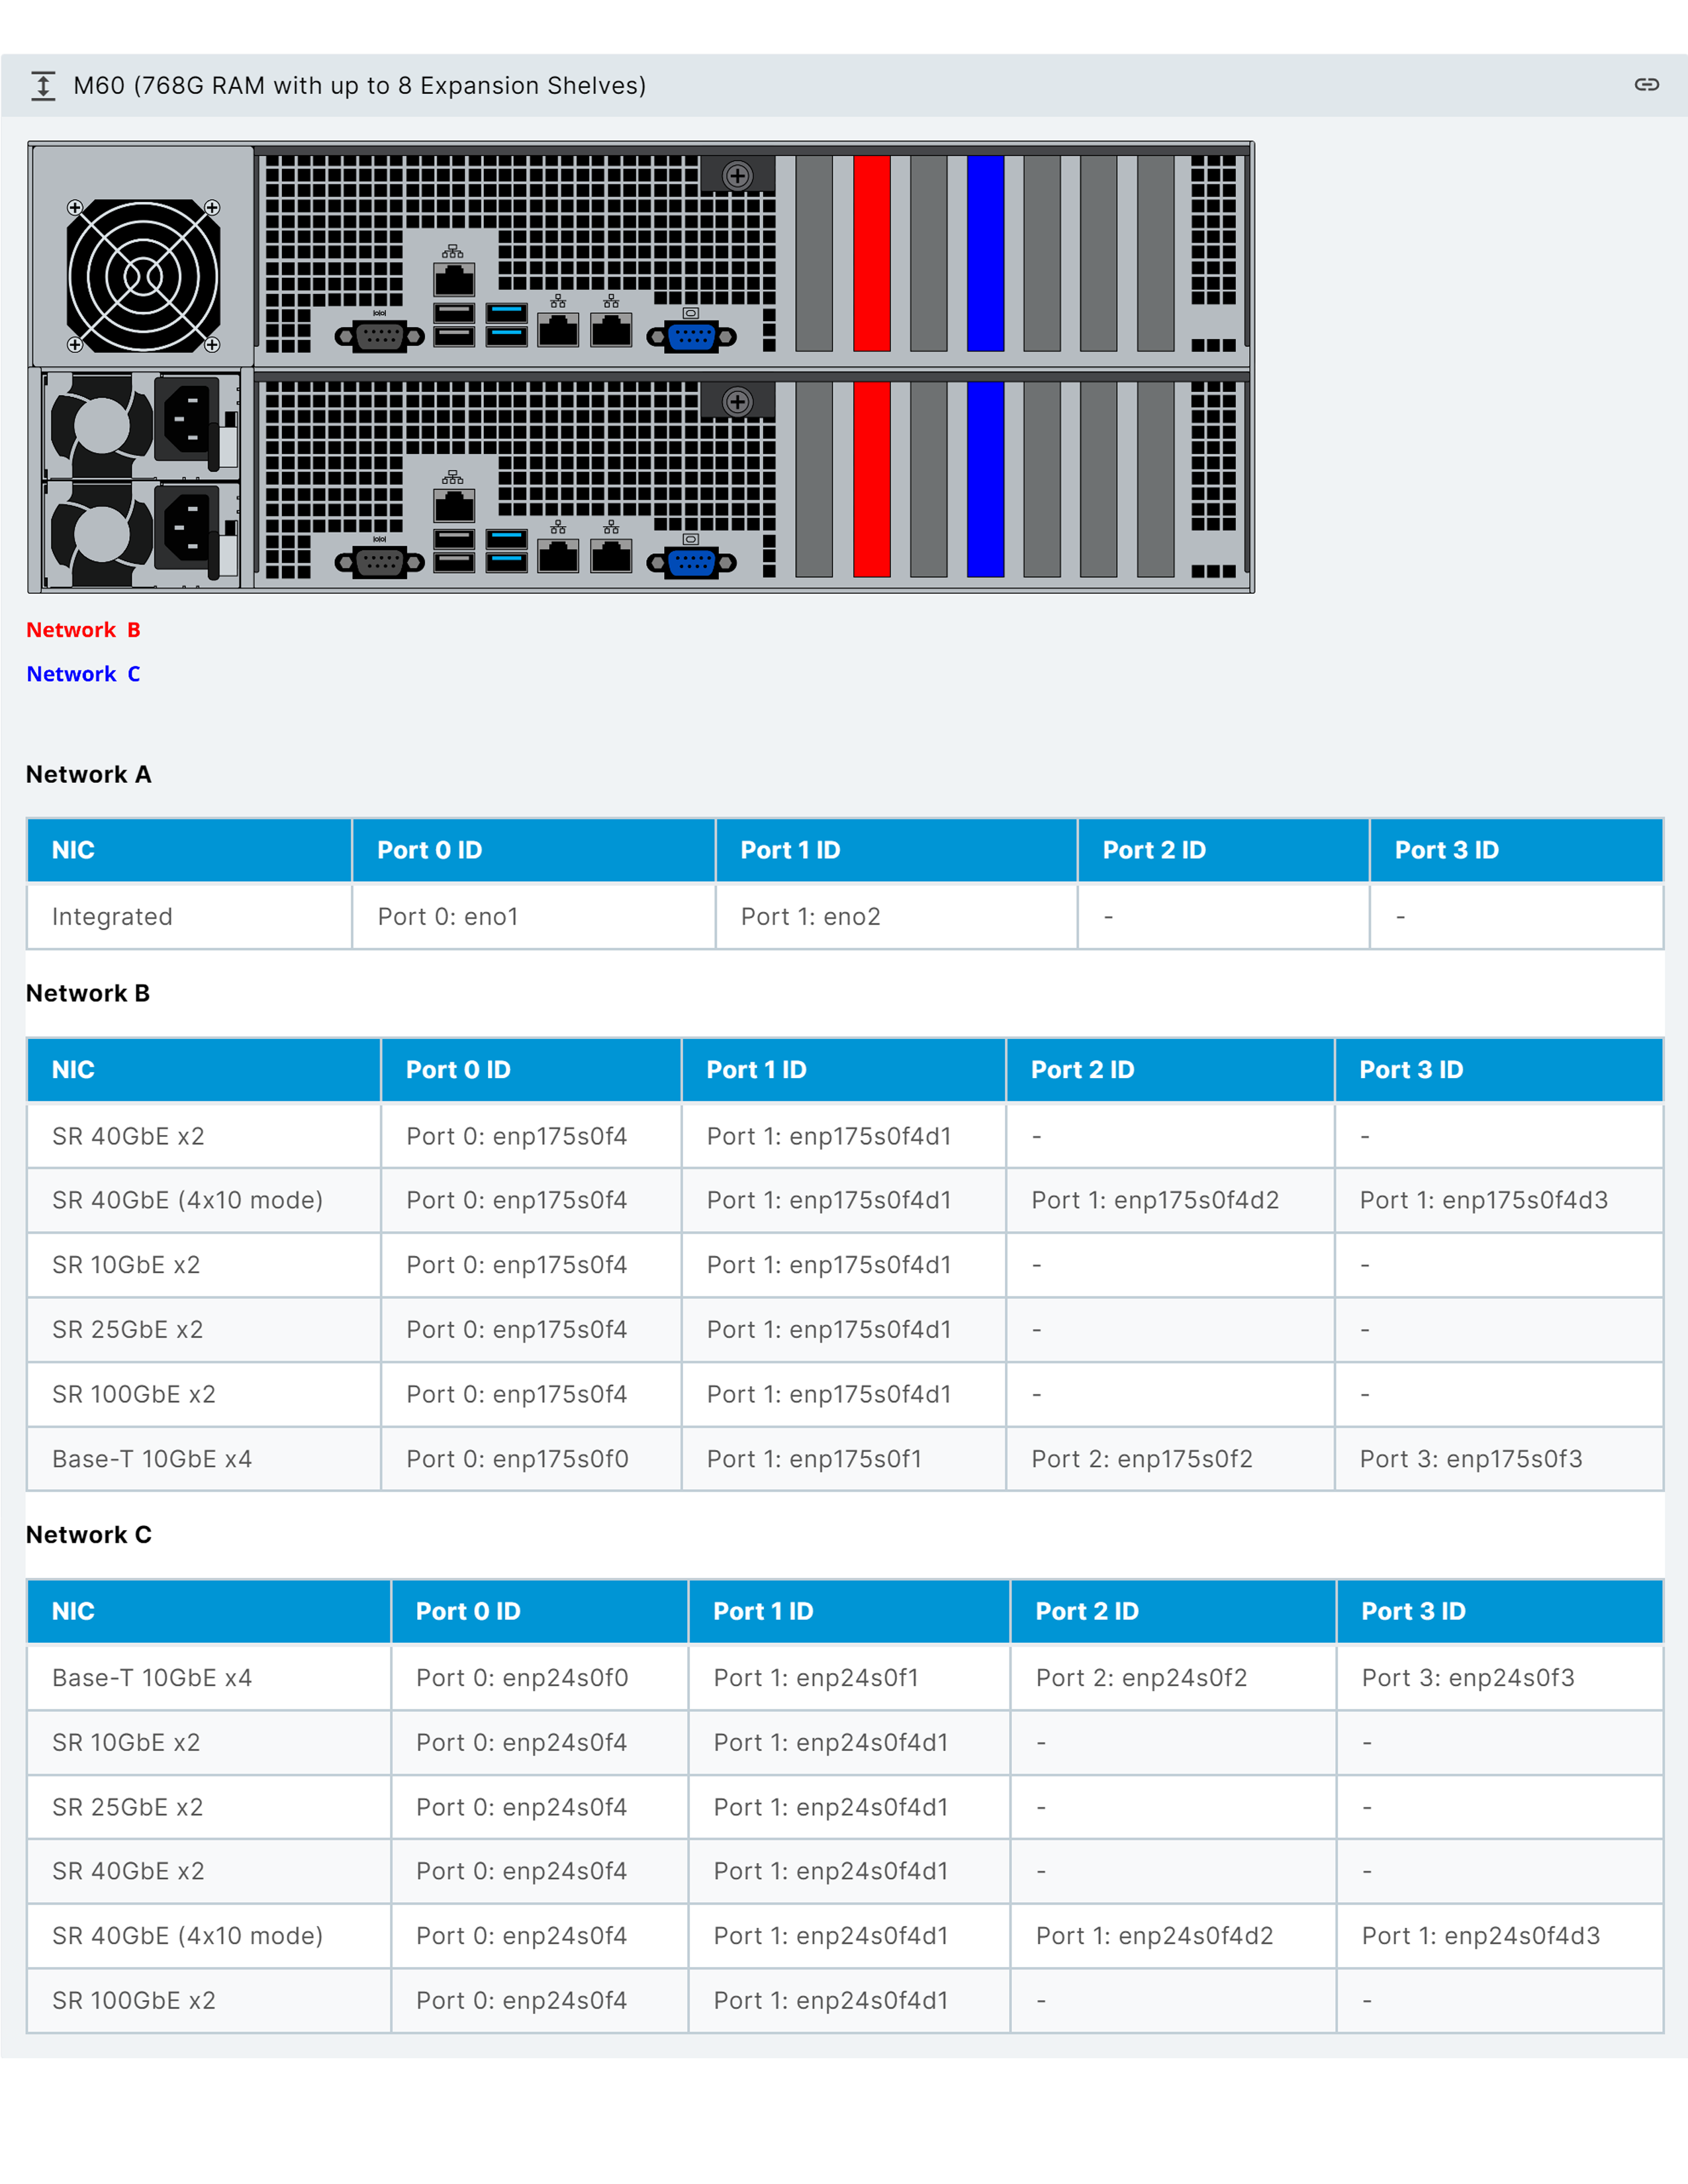 M60 (768G RAM with up to 8 Expansion Shelves)
Network B
Network C
Network A
NIC Port 0 ID Port 1 ID Port 2 ID Port 3 ID
Integrated Port 0: eno1 Port 1: eno2 - -
Network B
NIC Port 0 ID Port 1 ID Port 2 ID Port 3 ID
SR 40GbE x2 Port 0: enp175s0f4 Port 1: enp175s0f4d1 - -
SR 40GbE (4x10 mode) Port 0: enp175s0f4 Port 1: enp175s0f4d1 Port 1: enp175s0f4d2 Port 1: enp175s0f4d3
SR 10GbE x2 Port 0: enp175s0f4 Port 1: enp175s0f4d1 - -
SR 25GbE x2 Port 0: enp175s0f4 Port 1: enp175s0f4d1 - -
SR 100GbE x2 Port 0: enp175s0f4 Port 1: enp175s0f4d1 - -
Base-T 10GbE x4 Port 0: enp175s0f0 Port 1: enp175s0f1 Port 2: enp175s0f2 Port 3: enp175s0f3
Network C
NIC Port 0 ID Port 1 ID Port 2 ID Port 3 ID
Base-T 10GbE x4 Port 0: enp24s0f0 Port 1: enp24s0f1 Port 2: enp24s0f2 Port 3: enp24s0f3
SR 10GbE x2 Port 0: enp24s0f4 Port 1: enp24s0f4d1 - -
SR 25GbE x2 Port 0: enp24s0f4 Port 1: enp24s0f4d1 - -
SR 40GbE x2 Port 0: enp24s0f4 Port 1: enp24s0f4d1 - -
SR 40GbE (4x10 mode) Port 0: enp24s0f4 Port 1: enp24s0f4d1 Port 1: enp24s0f4d2 Port 1: enp24s0f4d3
SR 100GbE x2 Port 0: enp24s0f4 Port 1: enp24s0f4d1 - -